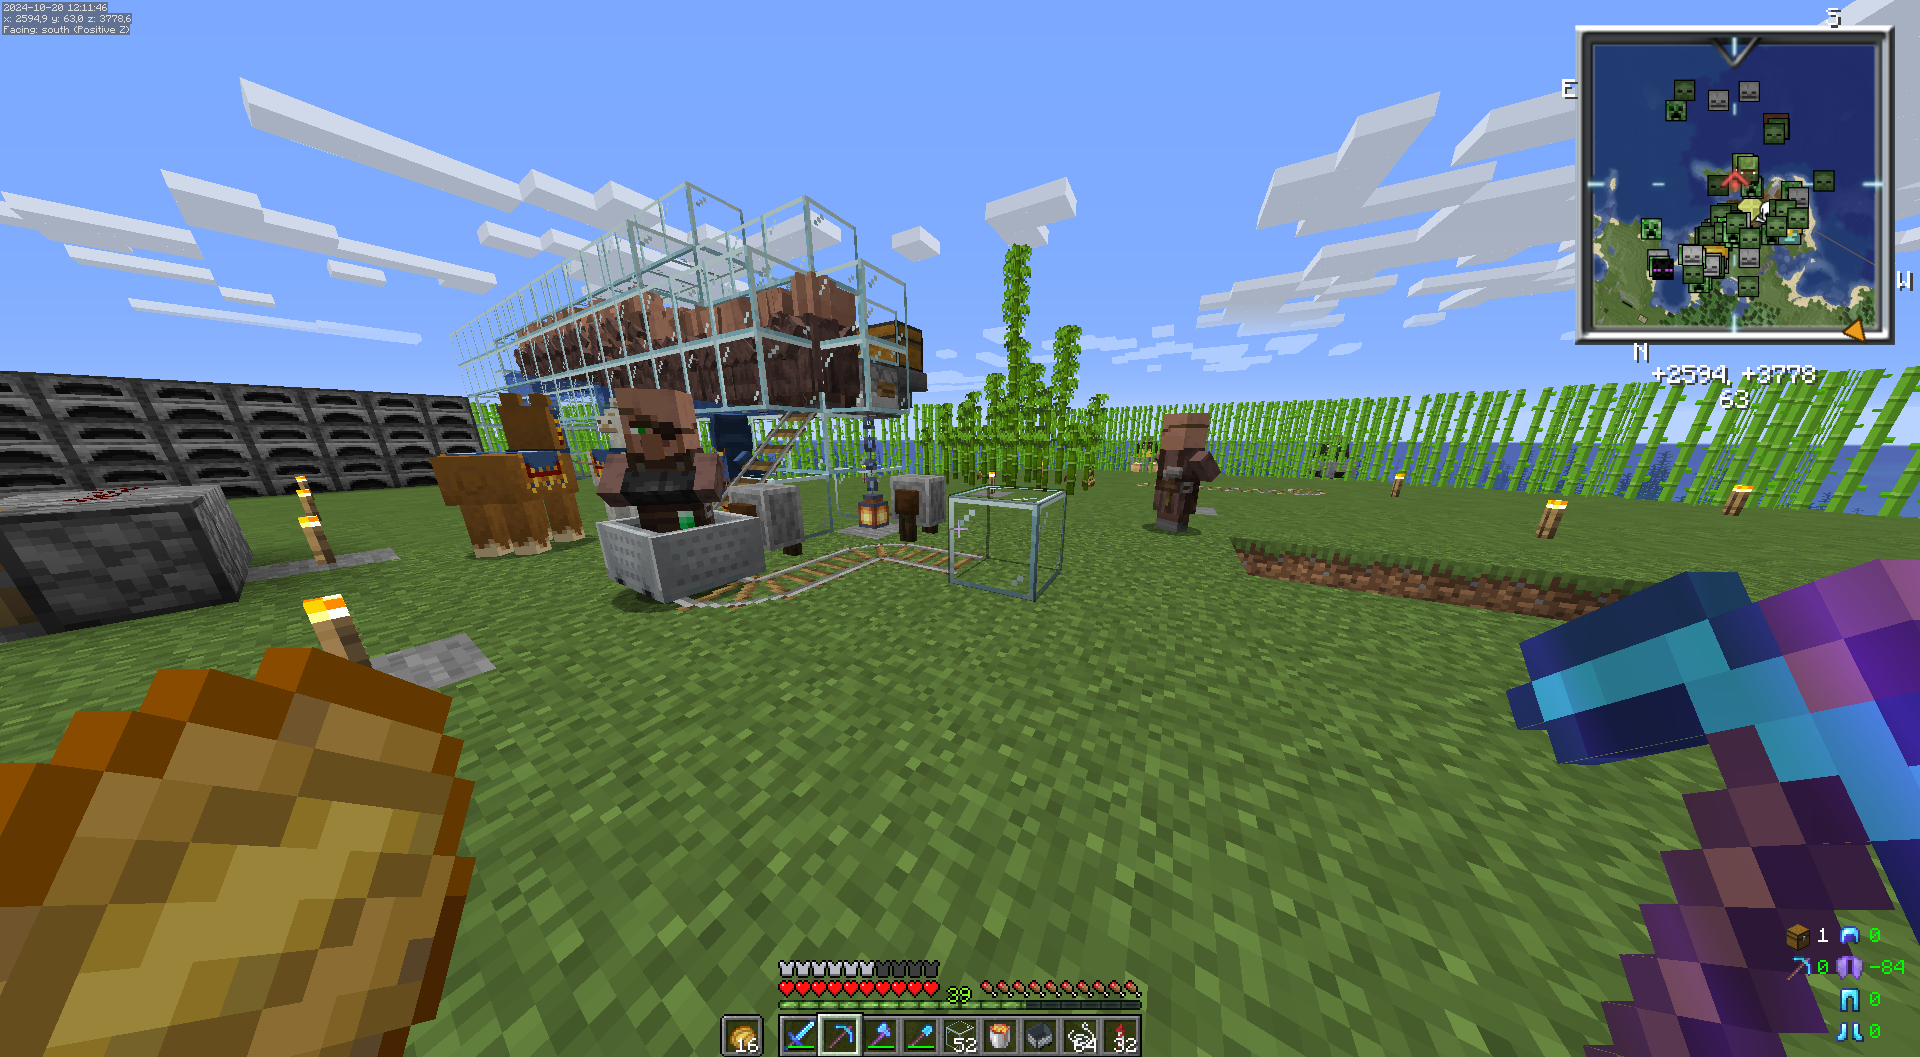 2024-10-20 12:11:46
x: 2594,9 y: 63,0 z: 3778,6
Facing: south (Positive Z)
S
E
W
N
+2594, +3778
63
1
0
0
-84
0
0
39
16
52
64
32